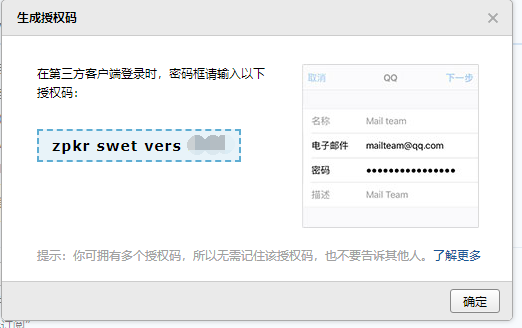 生成授权码
在第三方客户端登录时，密码框请输入以下
授权码：
zpkr swet vers
取消 QQ 下一步
名称 Mail team
电子邮件 mailteam@qq.com
密码 ●●●●●●●●●●●●●●●●
描述 Mail Team
提示：你可拥有多个授权码，所以无需记住该授权码，也不要告诉其他人。了解更多
确定